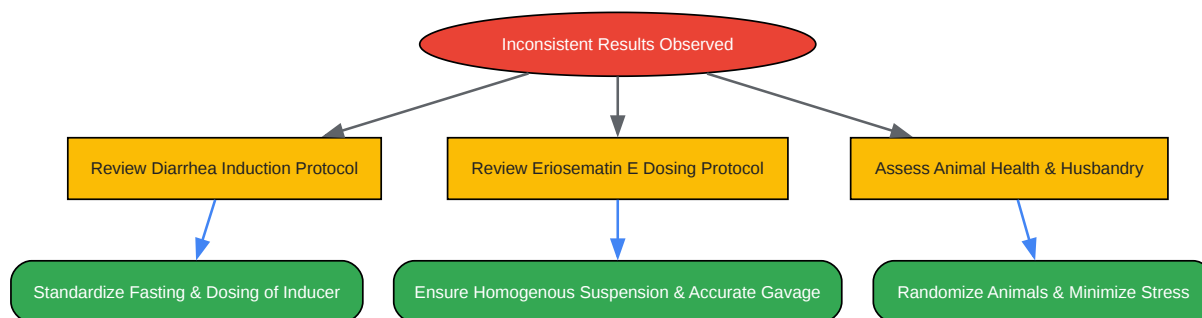 Inconsistent Results Observed
Review Diarrhea Induction Protocol
Review Eriosematin E Dosing Protocol
Assess Animal Health & Husbandry
Standardize Fasting & Dosing of Inducer
Ensure Homogenous Suspension & Accurate Gavage
Randomize Animals & Minimize Stress